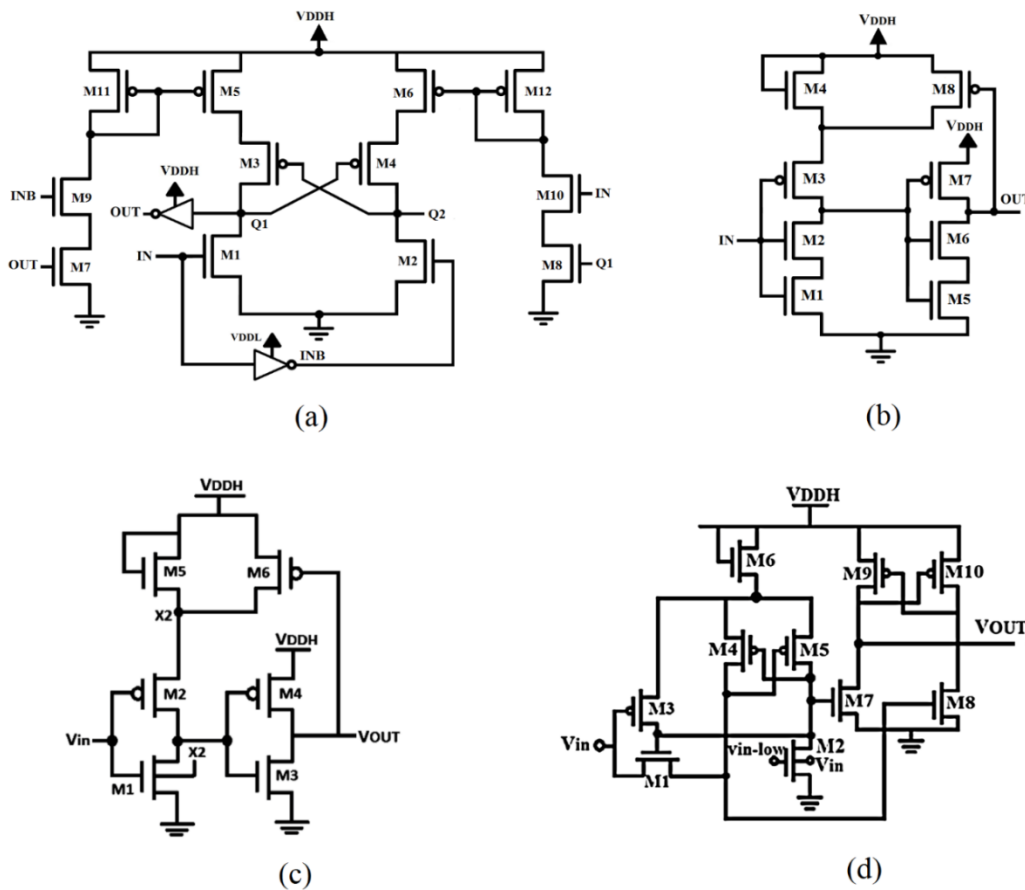 VDDH
M11
M5
M6
M12
M3
M4
INB
M9
VDDH
OUT
Q1
Q2
M10
IN
IN
M1
M2
OUT
M7
M8
Q1
VDDL
INB
(a)
VDDH
M4
M8
VDDH
M3
M7
OUT
IN
M2
M6
M1
M5
(b)
VDDH
M5
M6
X2
VDDH
M2
M4
Vin
X2
VOUT
M1
M3
(c)
VDDH
M6
M9
M10
VOUT
M4
M5
M3
M7
M8
Vin
vin-low
M2
Vin
M1
(d)